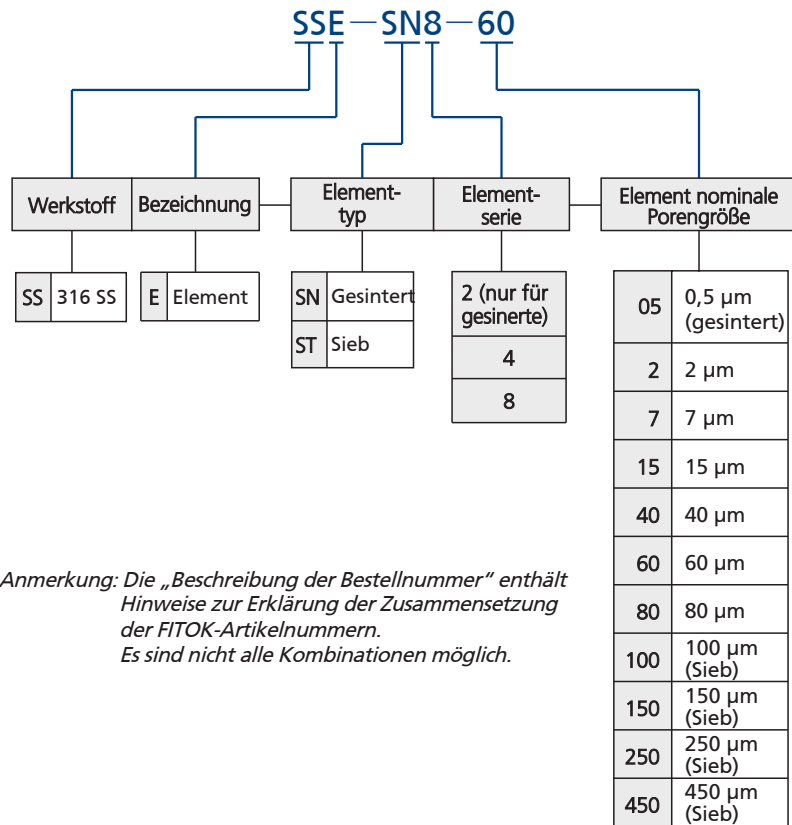 SSE—SN8—60
Werkstoff
Bezeichnung
Element-
typ
Element-
serie
Element nominale
Porengröße
SS 316 SS
E Element
SN Gesintert
ST Sieb
2 (nur für
gesinerte)
4
8
05 0,5 µm
(gesintert)
2 2 µm
7 7 µm
15 15 µm
40 40 µm
60 60 µm
80 80 µm
100 100 µm
(Sieb)
150 150 µm
(Sieb)
250 250 µm
(Sieb)
450 450 µm
(Sieb)
Anmerkung: Die „Beschreibung der Bestellnummer“ enthält
Hinweise zur Erklärung der Zusammensetzung
der FITOK-Artikelnummern.
Es sind nicht alle Kombinationen möglich.